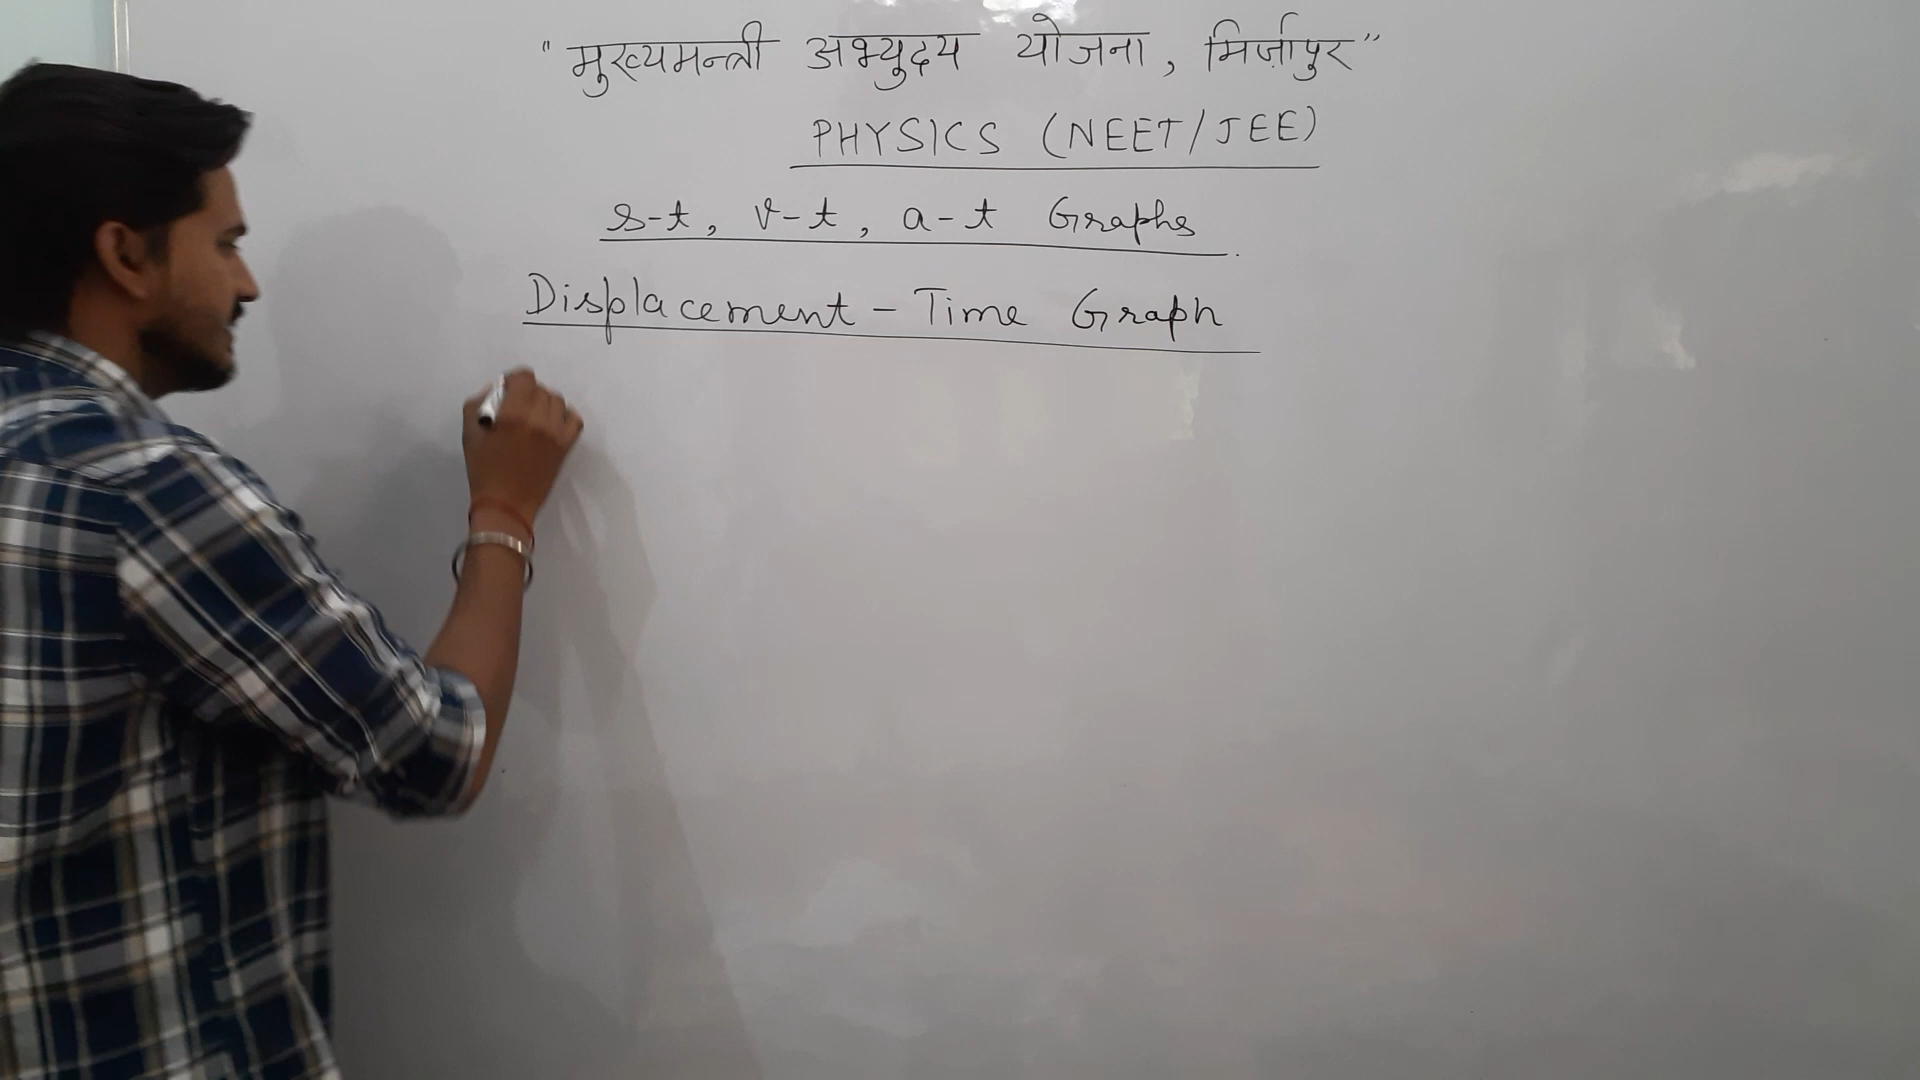 "मुख्यमन्त्री अभ्युदय योजना, मिर्ज़ापुर"
PHYSICS (NEET/JEE)
s-t, v-t, a-t Graphs.
Displacement - Time Graph